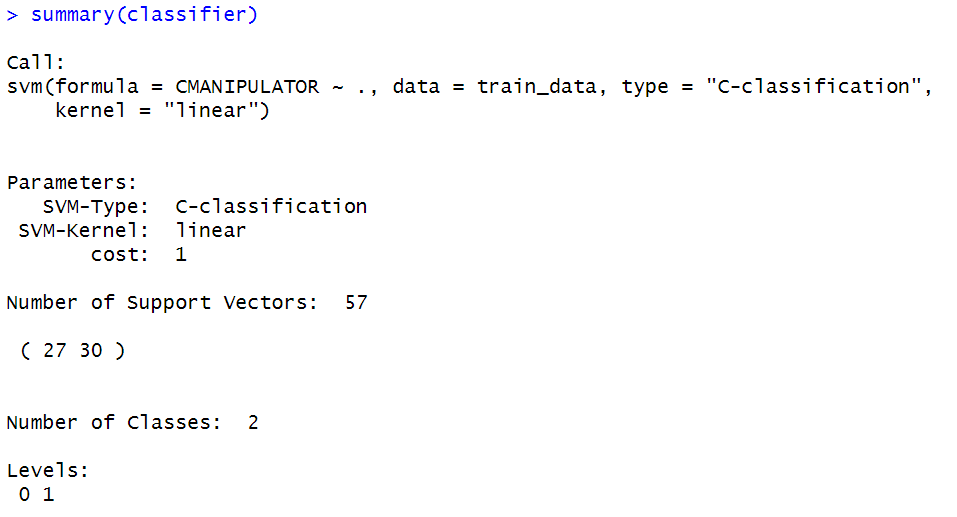 > summary(classifier)
Call:
svm(formula = CMANIPULATOR ~ ., data = train_data, type = "C-classification",
    kernel = "linear")
Parameters:
   SVM-Type:  C-classification
 SVM-Kernel:  linear
       cost:  1
Number of Support Vectors:  57
 ( 27 30 )
Number of Classes:  2
Levels:
 0 1